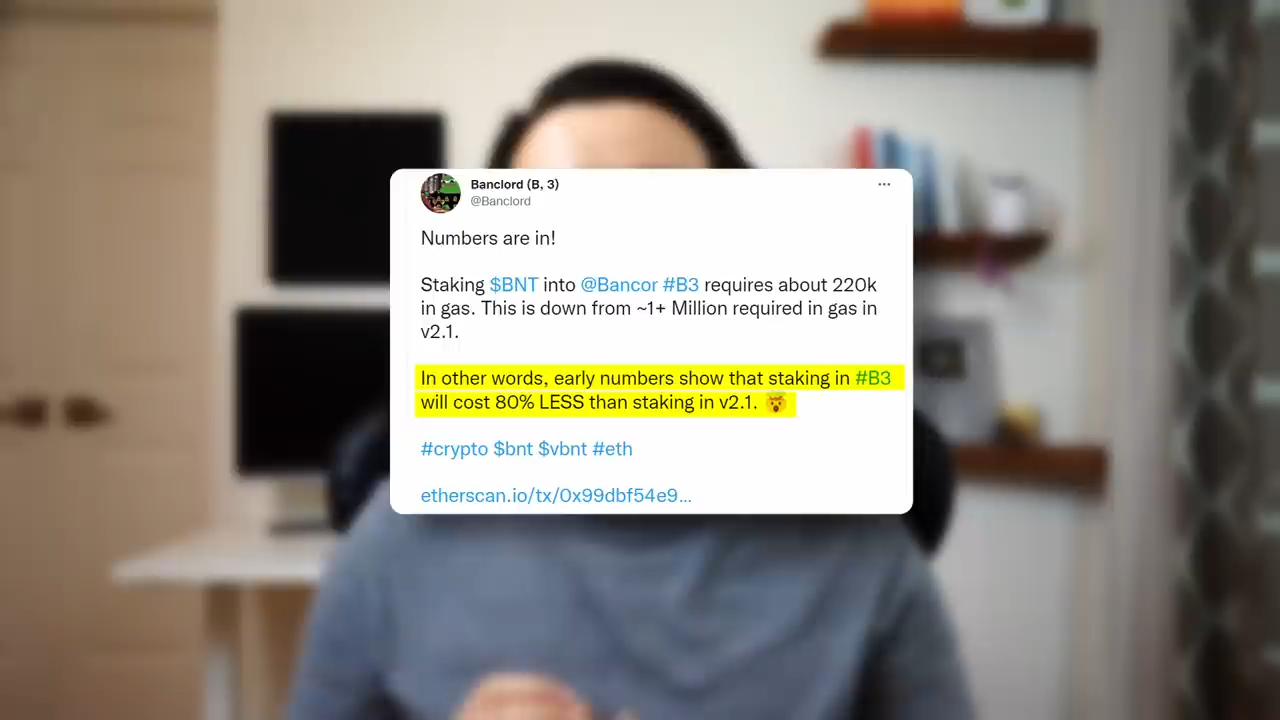 Banclord (B, 3)
@Banclord
Numbers are in!
Staking $BNT into @Bancor #B3 requires about 220k
in gas. This is down from ~1+ Million required in gas in
v2.1.
In other words, early numbers show that staking in #B3
will cost 80% LESS than staking in v2.1. 🤯
#crypto $bnt $vbnt #eth
etherscan.io/tx/0x99dbf54e9...